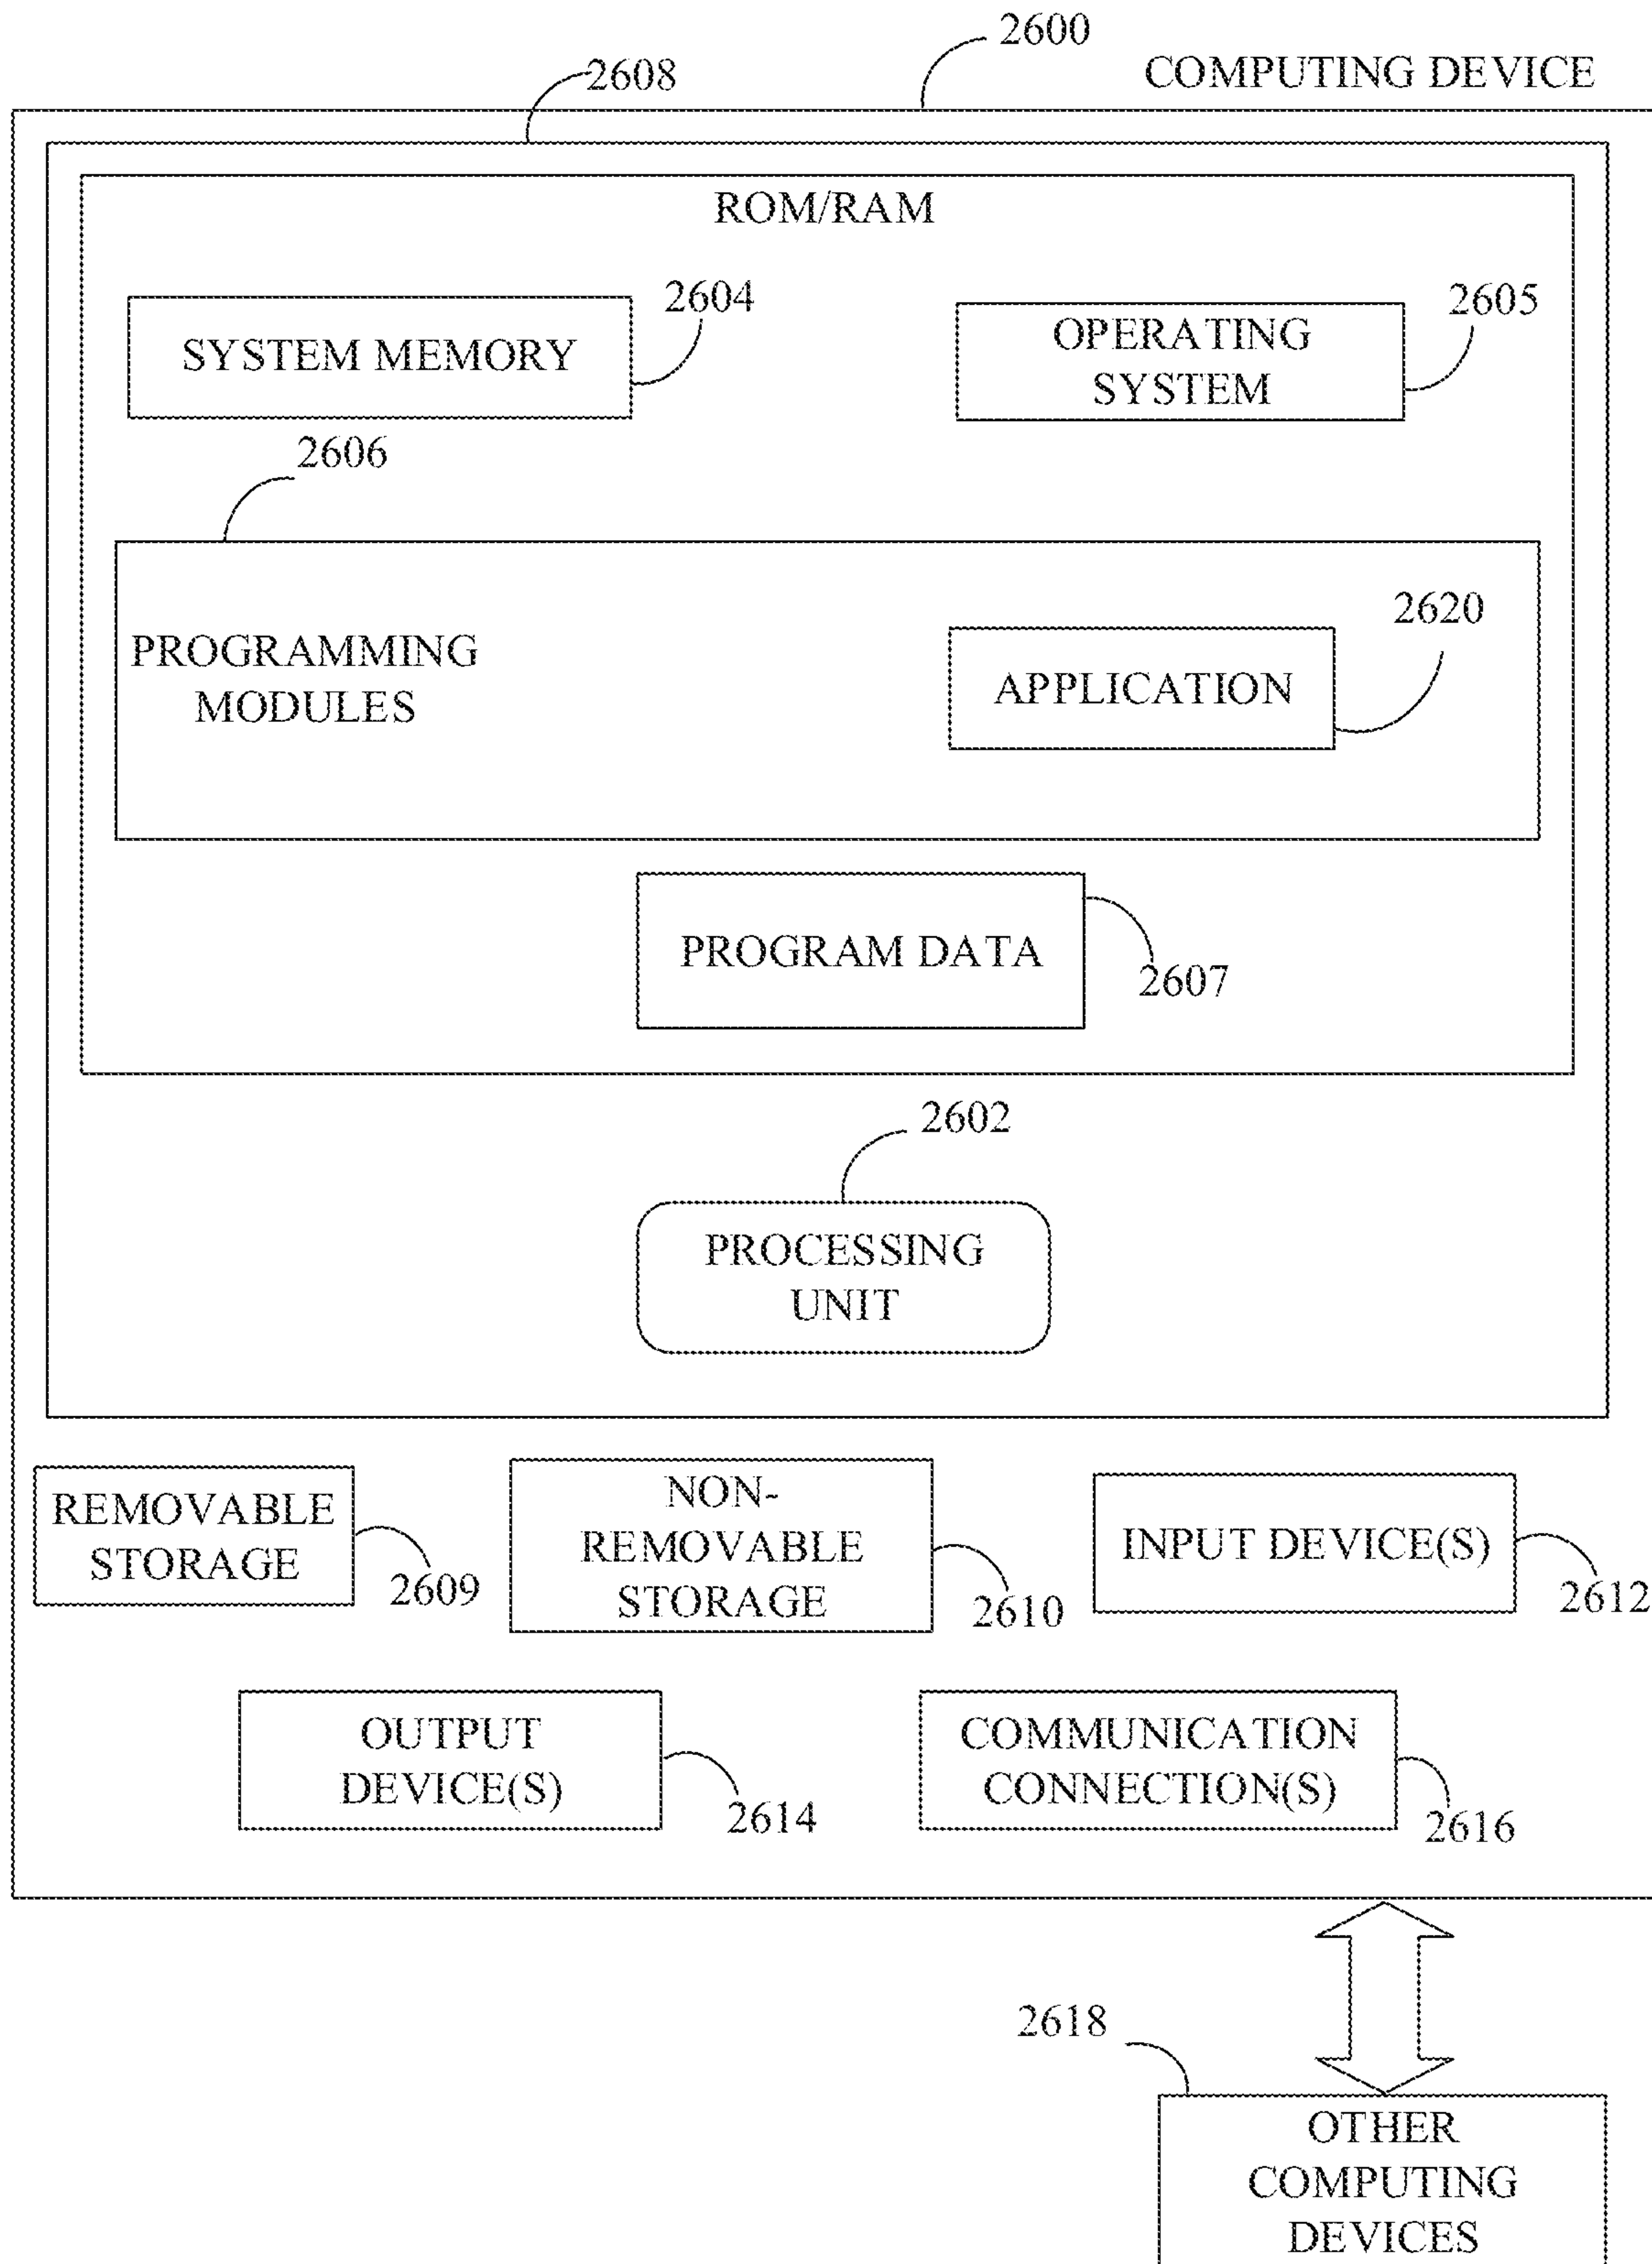 2600
COMPUTING DEVICE
2608
ROM/RAM
SYSTEM MEMORY
2604
OPERATING
SYSTEM
2605
2606
PROGRAMMING
MODULES
APPLICATION
2620
PROGRAM DATA
2607
2602
PROCESSING
UNIT
REMOVABLE
STORAGE
2609
NON-
REMOVABLE
STORAGE
2610
INPUT DEVICE(S)
2612
OUTPUT
DEVICE(S)
2614
COMMUNICATION
CONNECTION(S)
2616
2618
OTHER
COMPUTING
DEVICES